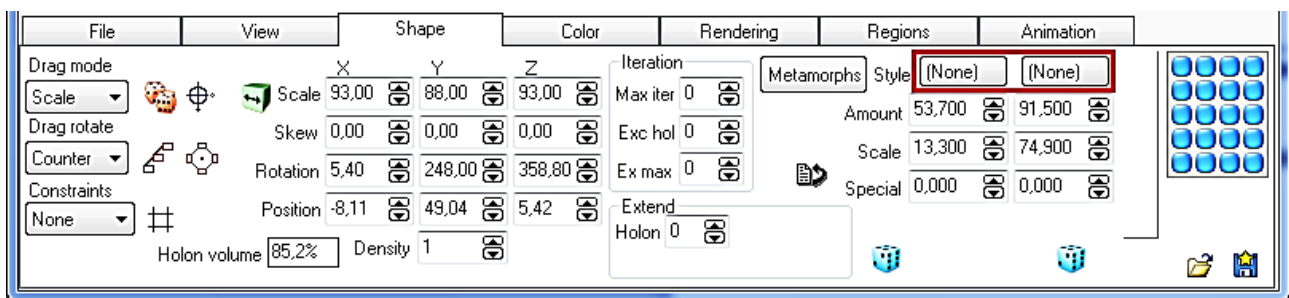 File View Shape Color Rendering Regions Animation
Drag mode X Y Z Iteration Metamorphs Style (None) (None)
Scale Scale 93,00 88,00 93,00 Max iter 0 Amount 53,700 91,500
Drag rotate Skew 0,00 0,00 0,00 Exc hol 0 Scale 13,300 74,900
Counter Rotation 5,40 248,00 358,80 Ex max 0 Special 0,000 0,000
Constraints
None Position -8,11 49,04 5,42 Extend
Holon volume 85,2% Density 1 Holon 0